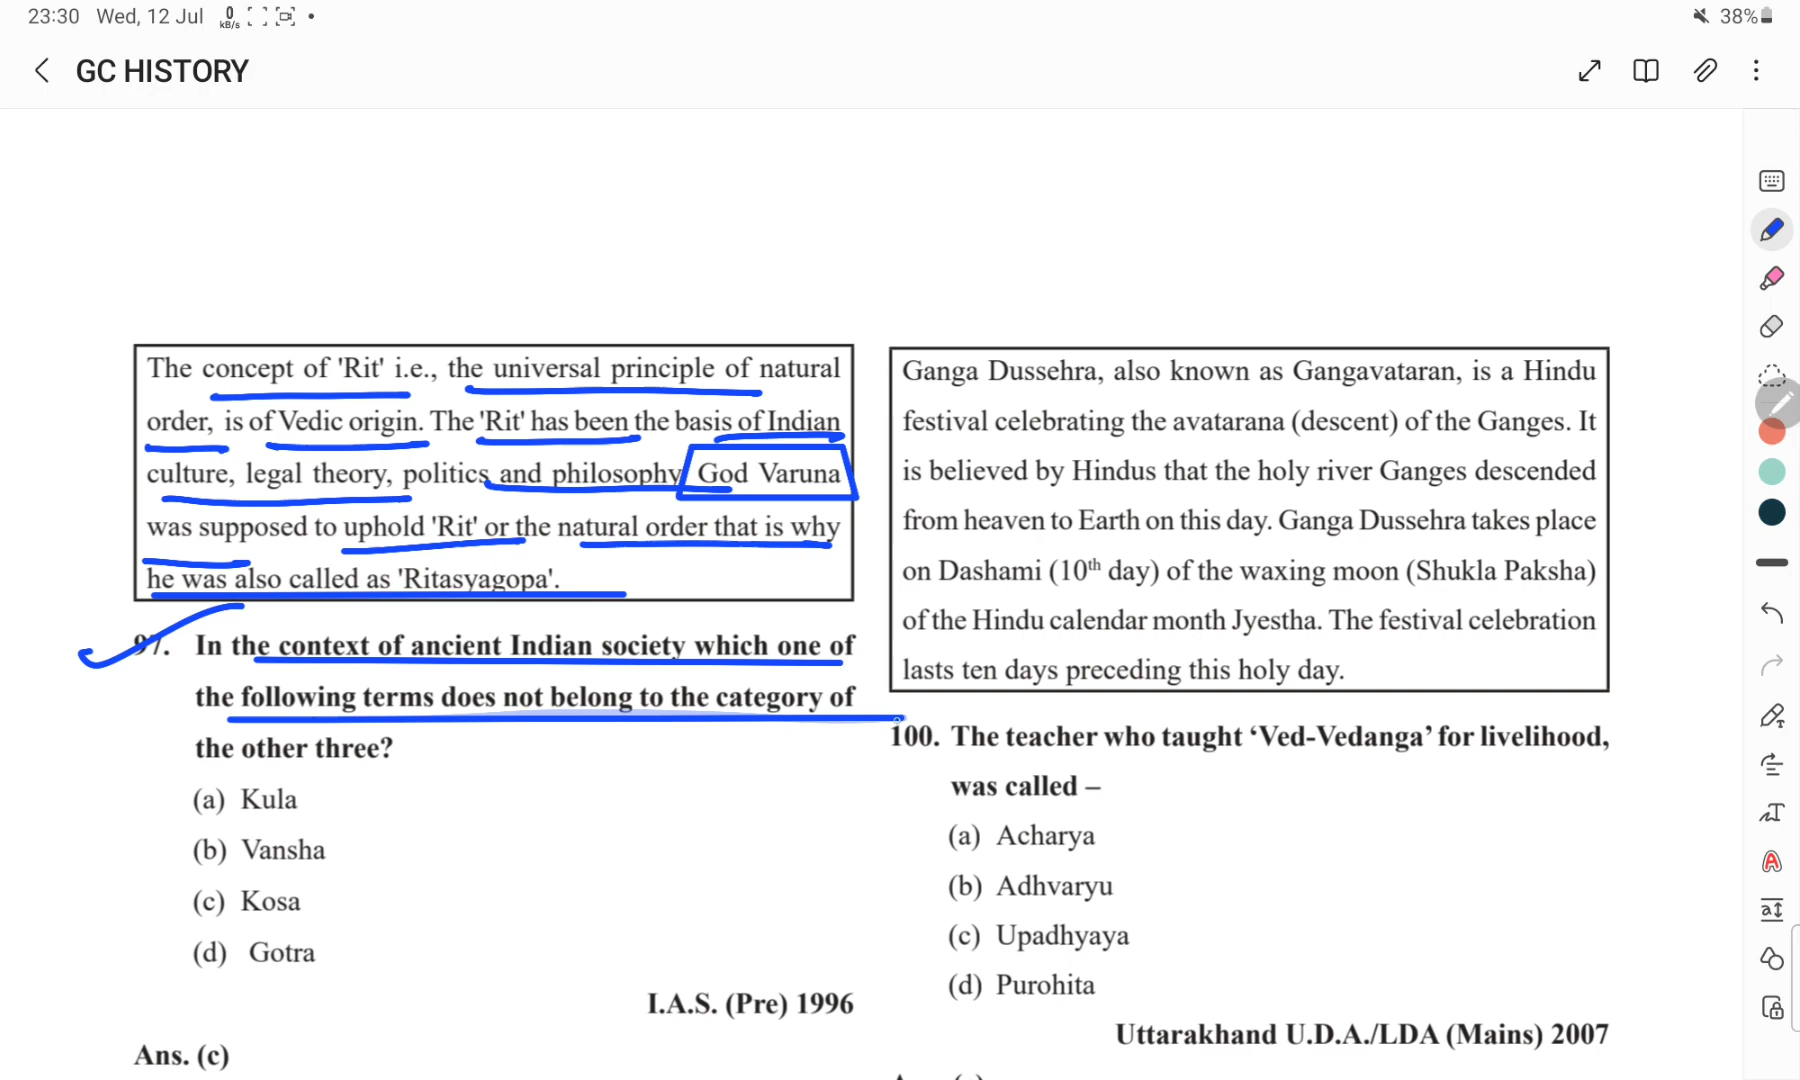 23:30 Wed, 12 Jul 0 kB/s 38%
GC HISTORY
The concept of 'Rit' i.e., the universal principle of natural
order, is of Vedic origin. The 'Rit' has been the basis of Indian
culture, legal theory, politics and philosophy God Varuna
was supposed to uphold 'Rit' or the natural order that is why
he was also called as 'Ritasyagopa'.
97. In the context of ancient Indian society which one of
the following terms does not belong to the category of
the other three?
(a) Kula
(b) Vansha
(c) Kosa
(d) Gotra
I.A.S. (Pre) 1996
Ans. (c)
Ganga Dussehra, also known as Gangavataran, is a Hindu
festival celebrating the avatarana (descent) of the Ganges. It
is believed by Hindus that the holy river Ganges descended
from heaven to Earth on this day. Ganga Dussehra takes place
on Dashami (10th day) of the waxing moon (Shukla Paksha)
of the Hindu calendar month Jyestha. The festival celebration
lasts ten days preceding this holy day.
100. The teacher who taught ‘Ved-Vedanga’ for livelihood,
was called –
(a) Acharya
(b) Adhvaryu
(c) Upadhyaya
(d) Purohita
Uttarakhand U.D.A./LDA (Mains) 2007